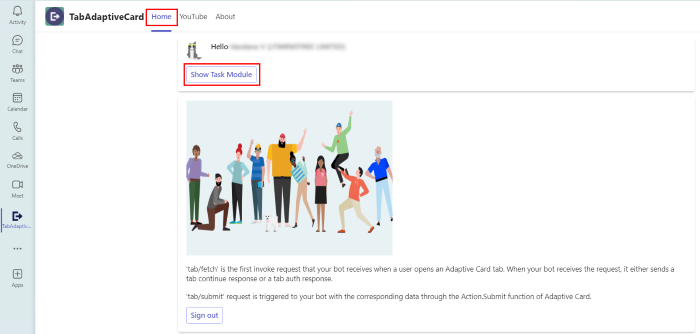 Activity
Chat
Teams
Calendar
Calls
OneDrive
Meet
TabAdaptiv...
Apps
TabAdaptiveCard Home YouTube About
Hello
Show Task Module
'tab/fetch' is the first invoke request that your bot receives when a user opens an Adaptive Card tab. When your bot receives the request, it either sends a
tab continue response or a tab auth response.
'tab/submit' request is triggered to your bot with the corresponding data through the Action.Submit function of Adaptive Card.
Sign out